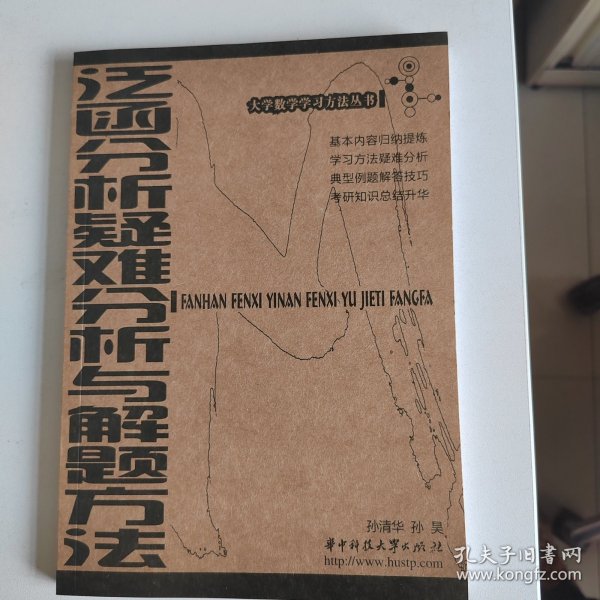 泛函分析疑难分析与解题方法
大学数学学习方法丛书
基本内容归纳提炼
学习方法疑难分析
典型例题解答技巧
考研知识总结升华
FANHAN FENXI YINAN FENXI YU JIETI FANGFA
孙清华 孙 昊
华中科技大学出版社
http://www.hustp.com
孔夫子旧书网
www.kongfz.com